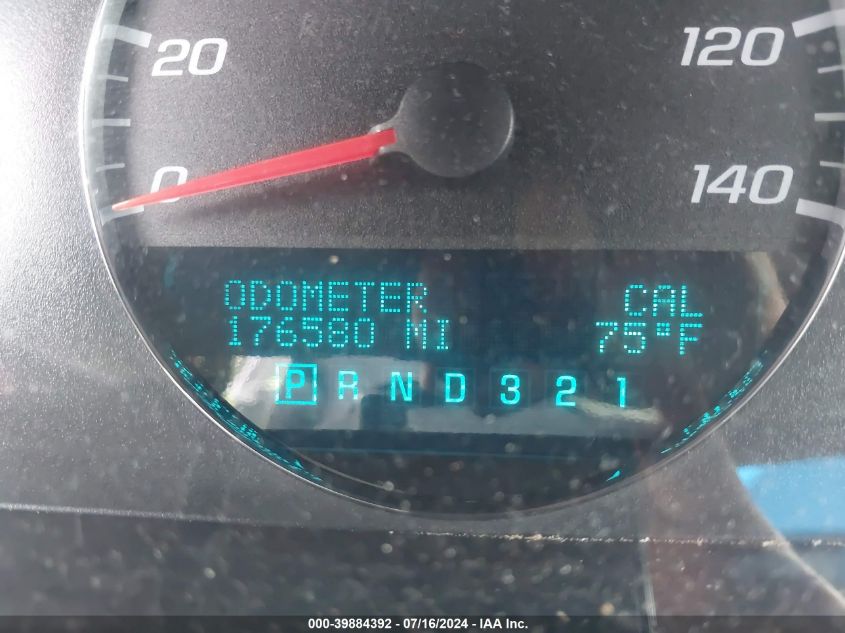 km/h
20 120
0 140
ODOMETER CAL
176580 MI 75°F
P R N D 3 2 1
000-39884392 - 07/16/2024 - IAA Inc.